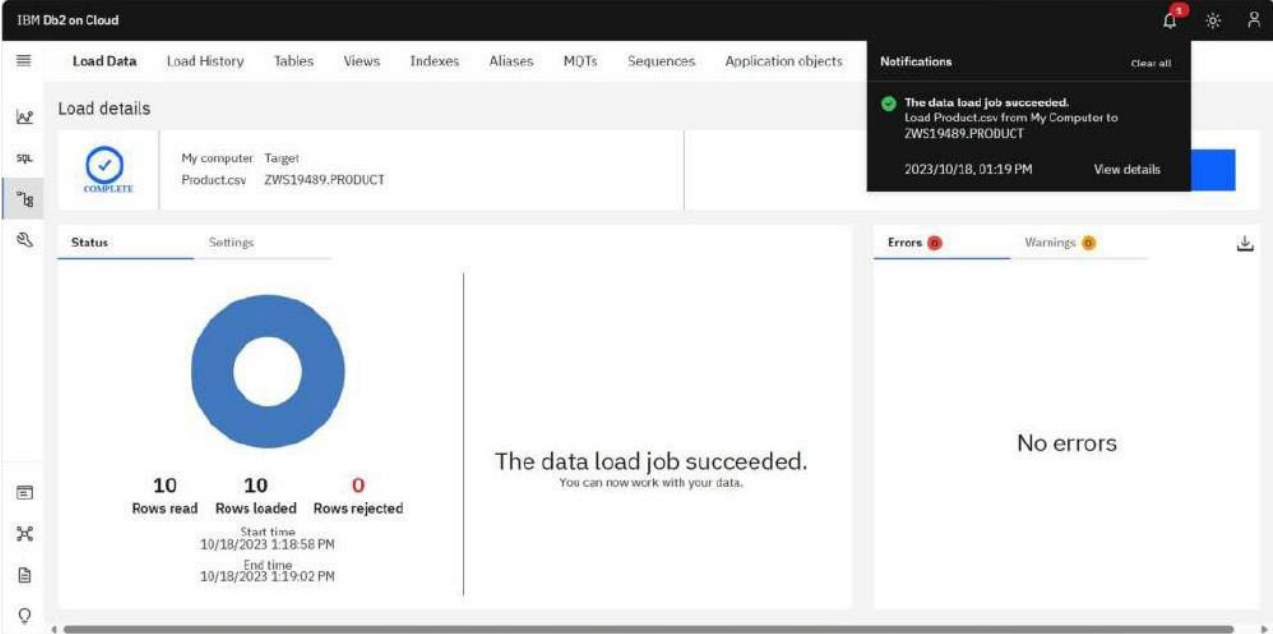 IBM Db2 on Cloud
1
Load Data Load History Tables Views Indexes Aliases MQTs Sequences Application objects
Notifications Clear all
The data load job succeeded.
Load Product.csv from My Computer to
ZWS19489.PRODUCT
2023/10/18, 01:19 PM View details
Load details
SQL
COMPLETE
My computer Target
Product.csv ZWS19489.PRODUCT
Status Settings
Errors 0 Warnings 0
10 10 0
Rows read Rows loaded Rows rejected
Start time
10/18/2023 1:18:58 PM
End time
10/18/2023 1:19:02 PM
The data load job succeeded.
You can now work with your data.
No errors